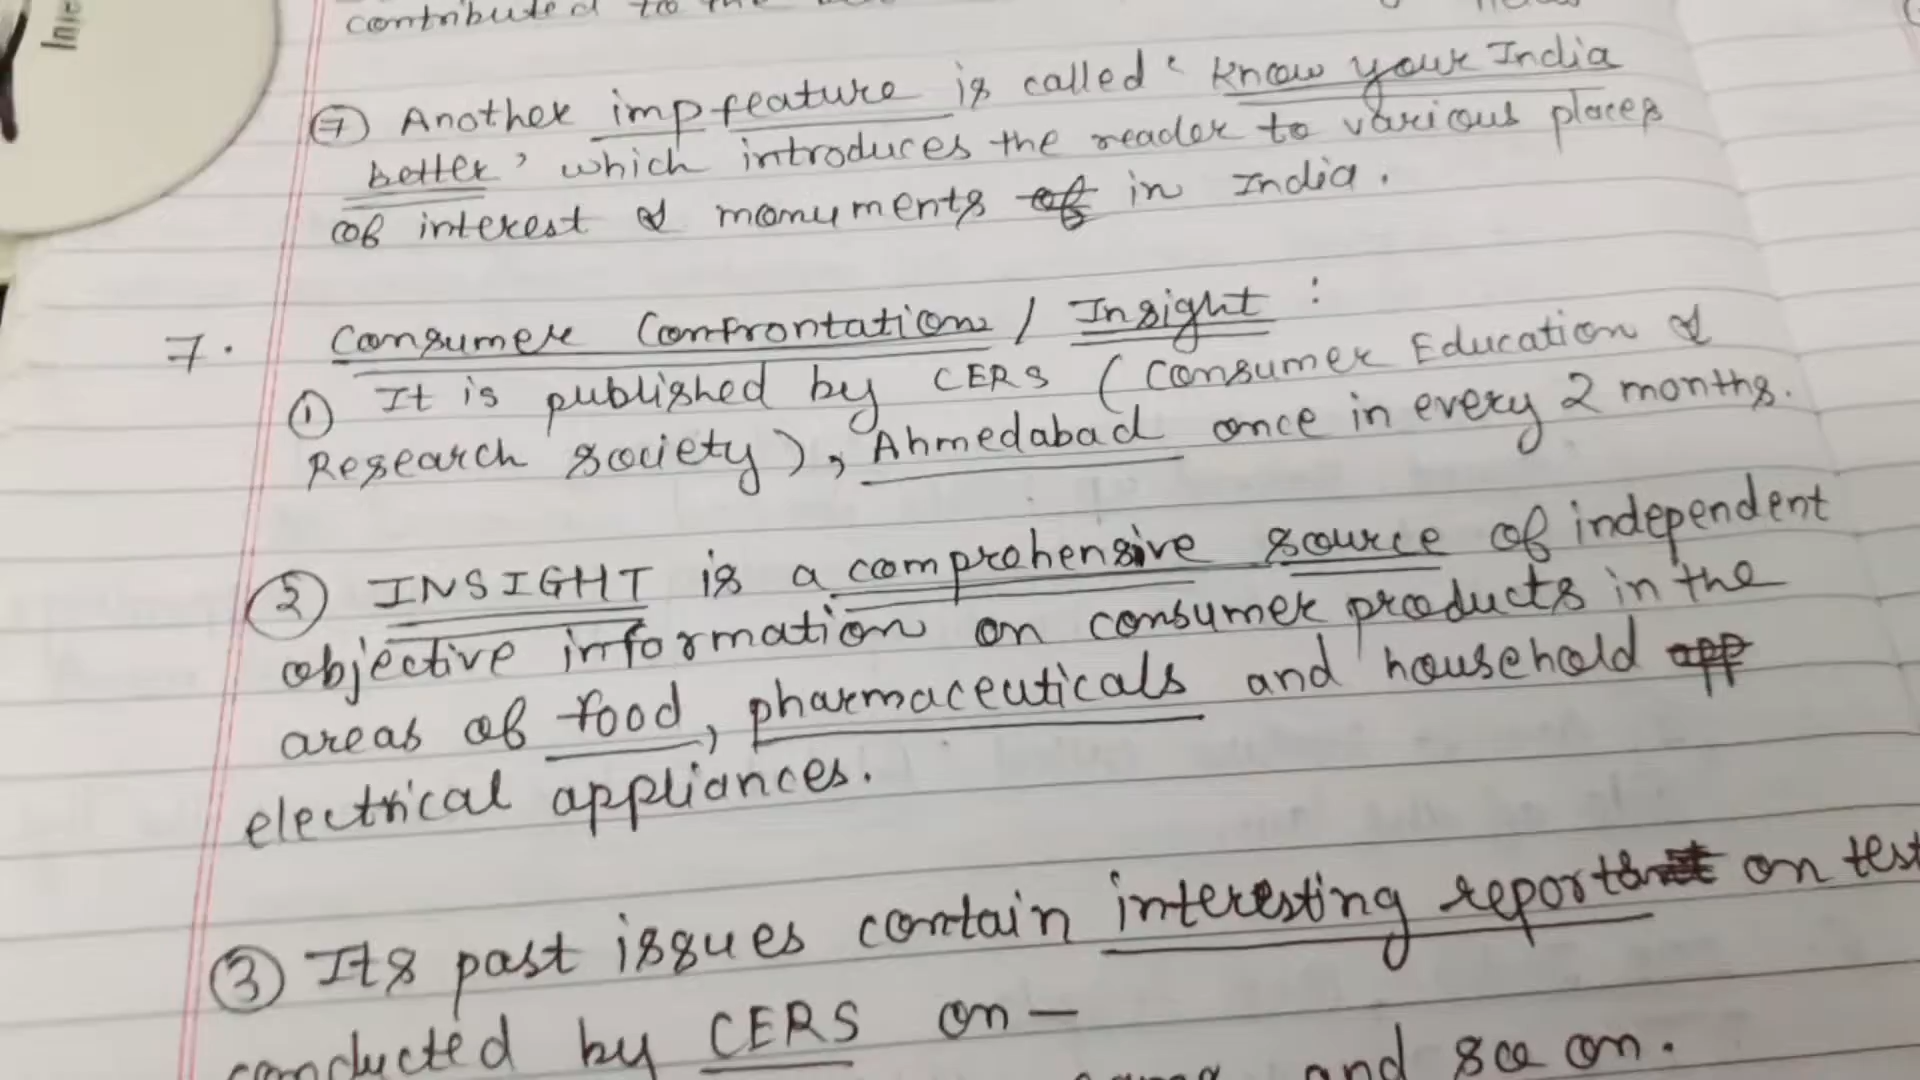 contributed to the
⑦ Another imp feature is called 'Know your India
better' which introduces the reader to various places
of interest & monuments of in India.
7. Consumer Confrontation / Insight :
① It is published by CERS (Consumer Education &
Research Society), Ahmedabad once in every 2 months.
② INSIGHT is a comprehensive source of independent
objective information on consumer products in the
areas of food, pharmaceuticals and household app
electrical appliances.
③ Its past issues contain interesting reports on test
conducted by CERS on —
and so on.